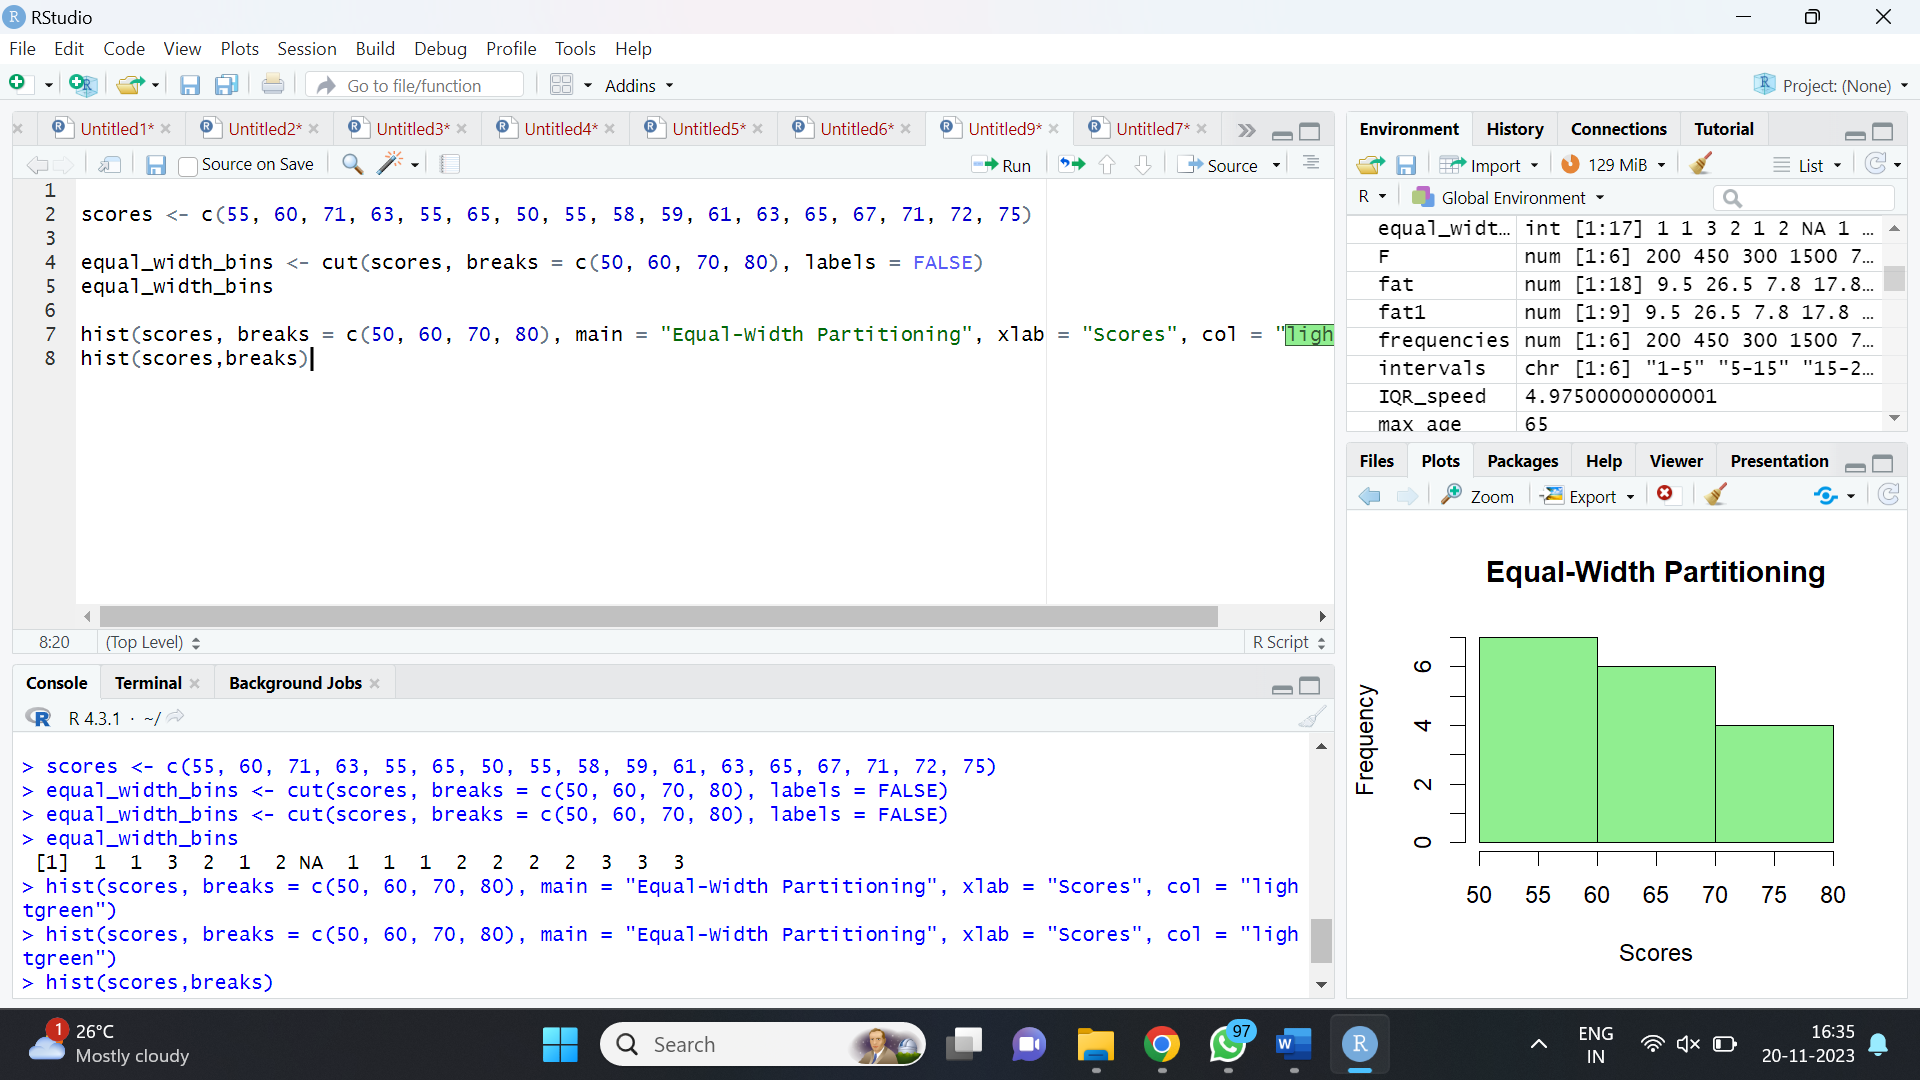 RStudio
File Edit Code View Plots Session Build Debug Profile Tools Help
Go to file/function Addins Project: (None)
Untitled1* Untitled2* Untitled3* Untitled4* Untitled5* Untitled6* Untitled9* Untitled7*
Source on Save Run Source
1
2 scores <- c(55, 60, 71, 63, 55, 65, 50, 55, 58, 59, 61, 63, 65, 67, 71, 72, 75)
3
4 equal_width_bins <- cut(scores, breaks = c(50, 60, 70, 80), labels = FALSE)
5 equal_width_bins
6
7 hist(scores, breaks = c(50, 60, 70, 80), main = "Equal-Width Partitioning", xlab = "Scores", col = "ligh
8 hist(scores,breaks)
8:20 (Top Level) R Script
Console Terminal Background Jobs
R 4.3.1 · ~/
> scores <- c(55, 60, 71, 63, 55, 65, 50, 55, 58, 59, 61, 63, 65, 67, 71, 72, 75)
> equal_width_bins <- cut(scores, breaks = c(50, 60, 70, 80), labels = FALSE)
> equal_width_bins <- cut(scores, breaks = c(50, 60, 70, 80), labels = FALSE)
> equal_width_bins
[1] 1 1 3 2 1 2 NA 1 1 1 2 2 2 2 3 3 3
> hist(scores, breaks = c(50, 60, 70, 80), main = "Equal-Width Partitioning", xlab = "Scores", col = "ligh
tgreen")
> hist(scores, breaks = c(50, 60, 70, 80), main = "Equal-Width Partitioning", xlab = "Scores", col = "ligh
tgreen")
> hist(scores,breaks)
Environment History Connections Tutorial
Import 129 MiB List
R Global Environment
equal_widt… int [1:17] 1 1 3 2 1 2 NA 1 …
F num [1:6] 200 450 300 1500 7…
fat num [1:18] 9.5 26.5 7.8 17.8…
fat1 num [1:9] 9.5 26.5 7.8 17.8 …
frequencies num [1:6] 200 450 300 1500 7…
intervals chr [1:6] "1-5" "5-15" "15-2…
IQR_speed 4.97500000000001
max_age 65
Files Plots Packages Help Viewer Presentation
Zoom Export
Equal-Width Partitioning
Frequency
0 2 4 6
50 55 60 65 70 75 80
Scores
1
26°C
Mostly cloudy
Search
97
ENG
IN
16:35
20-11-2023